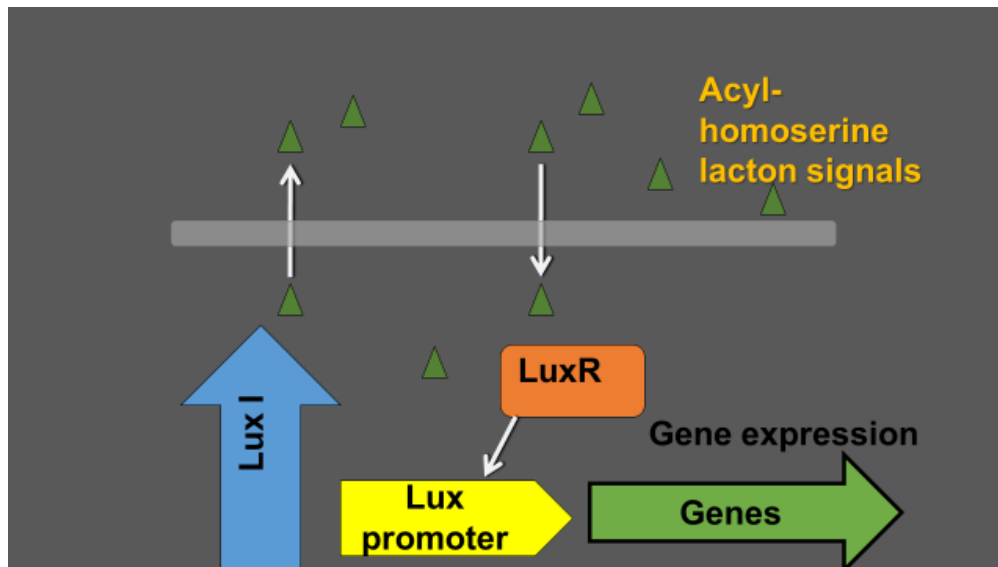 Acyl-
homoserine
lacton signals
LuxR
Lux I
Gene expression
Lux
promoter
Genes